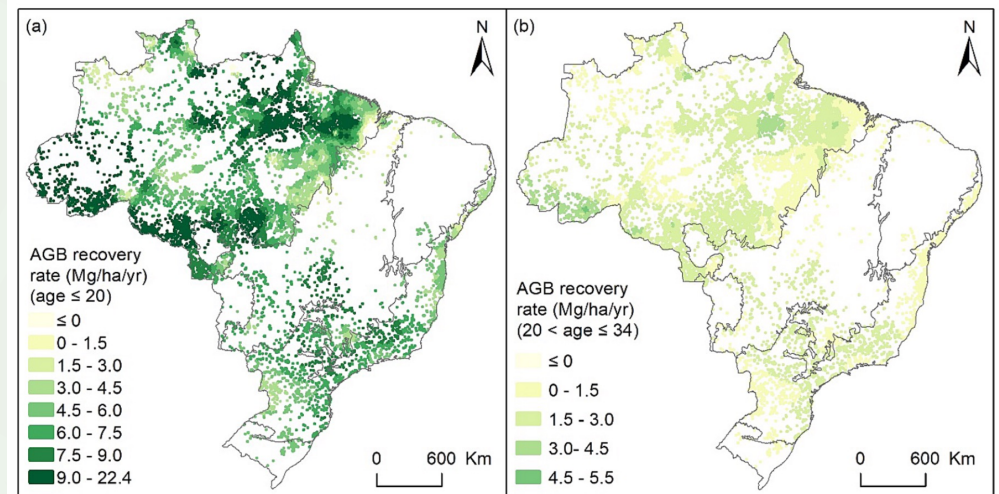 (a)
N
AGB recovery
rate (Mg/ha/yr)
(age ≤ 20)
≤ 0
0 - 1.5
1.5 - 3.0
3.0 - 4.5
4.5 - 6.0
6.0 - 7.5
7.5 - 9.0
9.0 - 22.4
0 600 Km
(b)
N
AGB recovery
rate (Mg/ha/yr)
(20 < age ≤ 34)
≤ 0
0 - 1.5
1.5 - 3.0
3.0- 4.5
4.5 - 5.5
0 600 Km